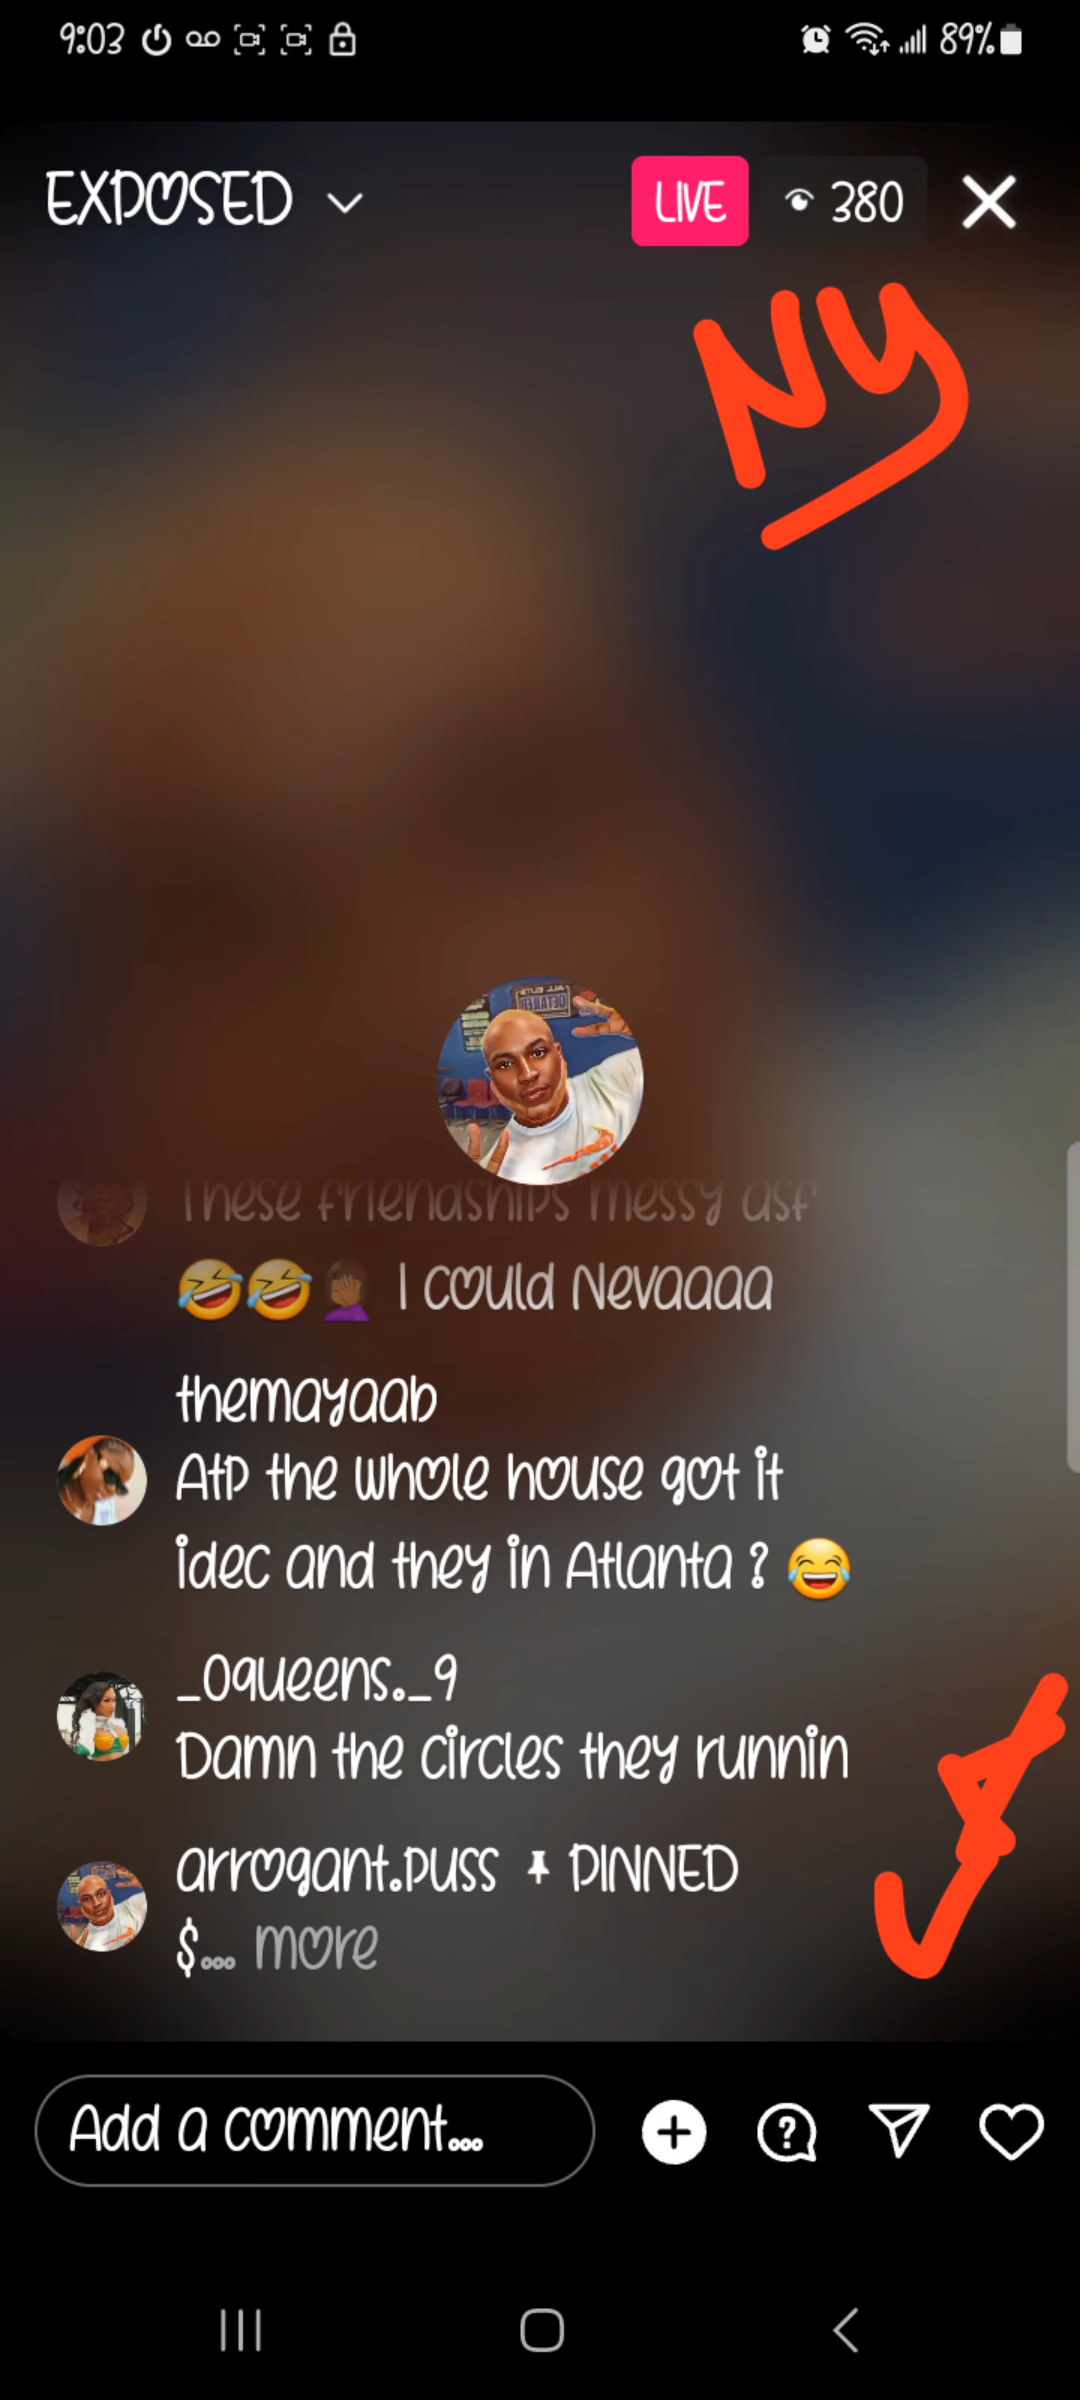 9:03
89%
EXPOSED
LIVE
380
NY
These friendships messy asf
🤣🤣🤦🏾‍♀️ I could Nevaaaa
themayaab
Atp the whole house got it
idec and they in Atlanta ? 😂
_0queens._9
Damn the circles they runnin
arrogant.puss 📌 PINNED
$... more
Add a comment...